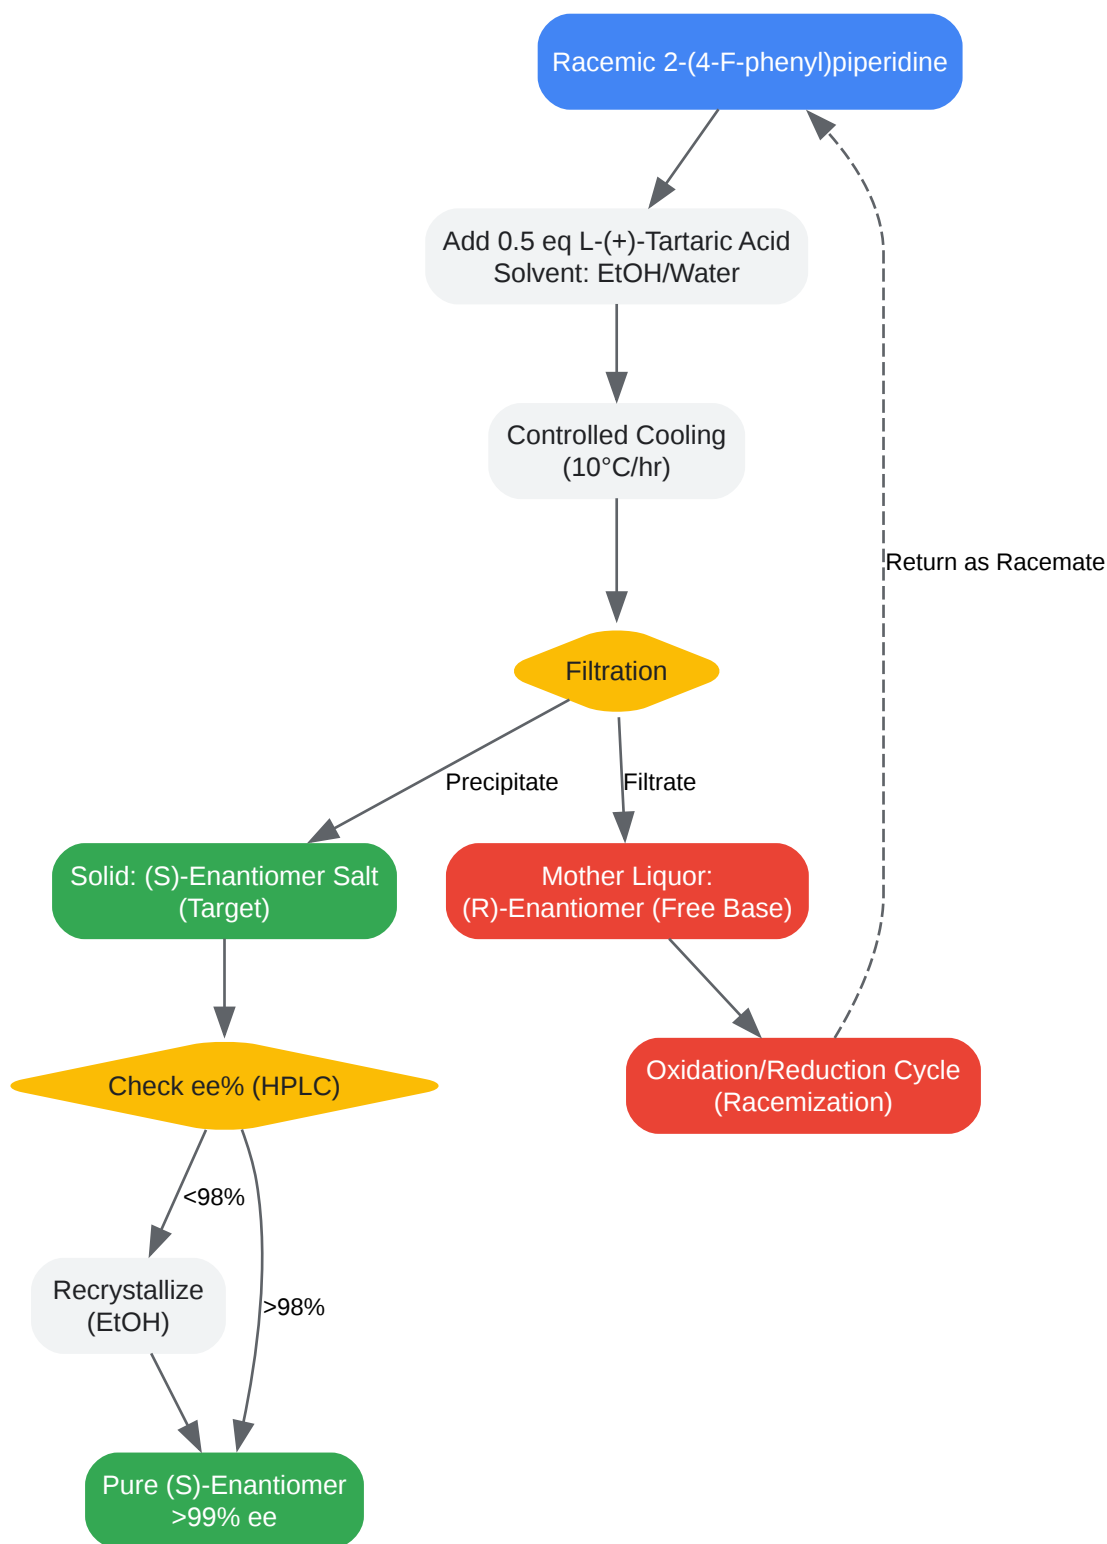 Racemic 2-(4-F-phenyl)piperidine
Add 0.5 eq L-(+)-Tartaric Acid
Solvent: EtOH/Water
Controlled Cooling
(10°C/hr)
Return as Racemate
Filtration
Precipitate
Filtrate
Solid: (S)-Enantiomer Salt
(Target)
Mother Liquor:
(R)-Enantiomer (Free Base)
Check ee% (HPLC)
Oxidation/Reduction Cycle
(Racemization)
<98%
Recrystallize
(EtOH)
>98%
Pure (S)-Enantiomer
>99% ee